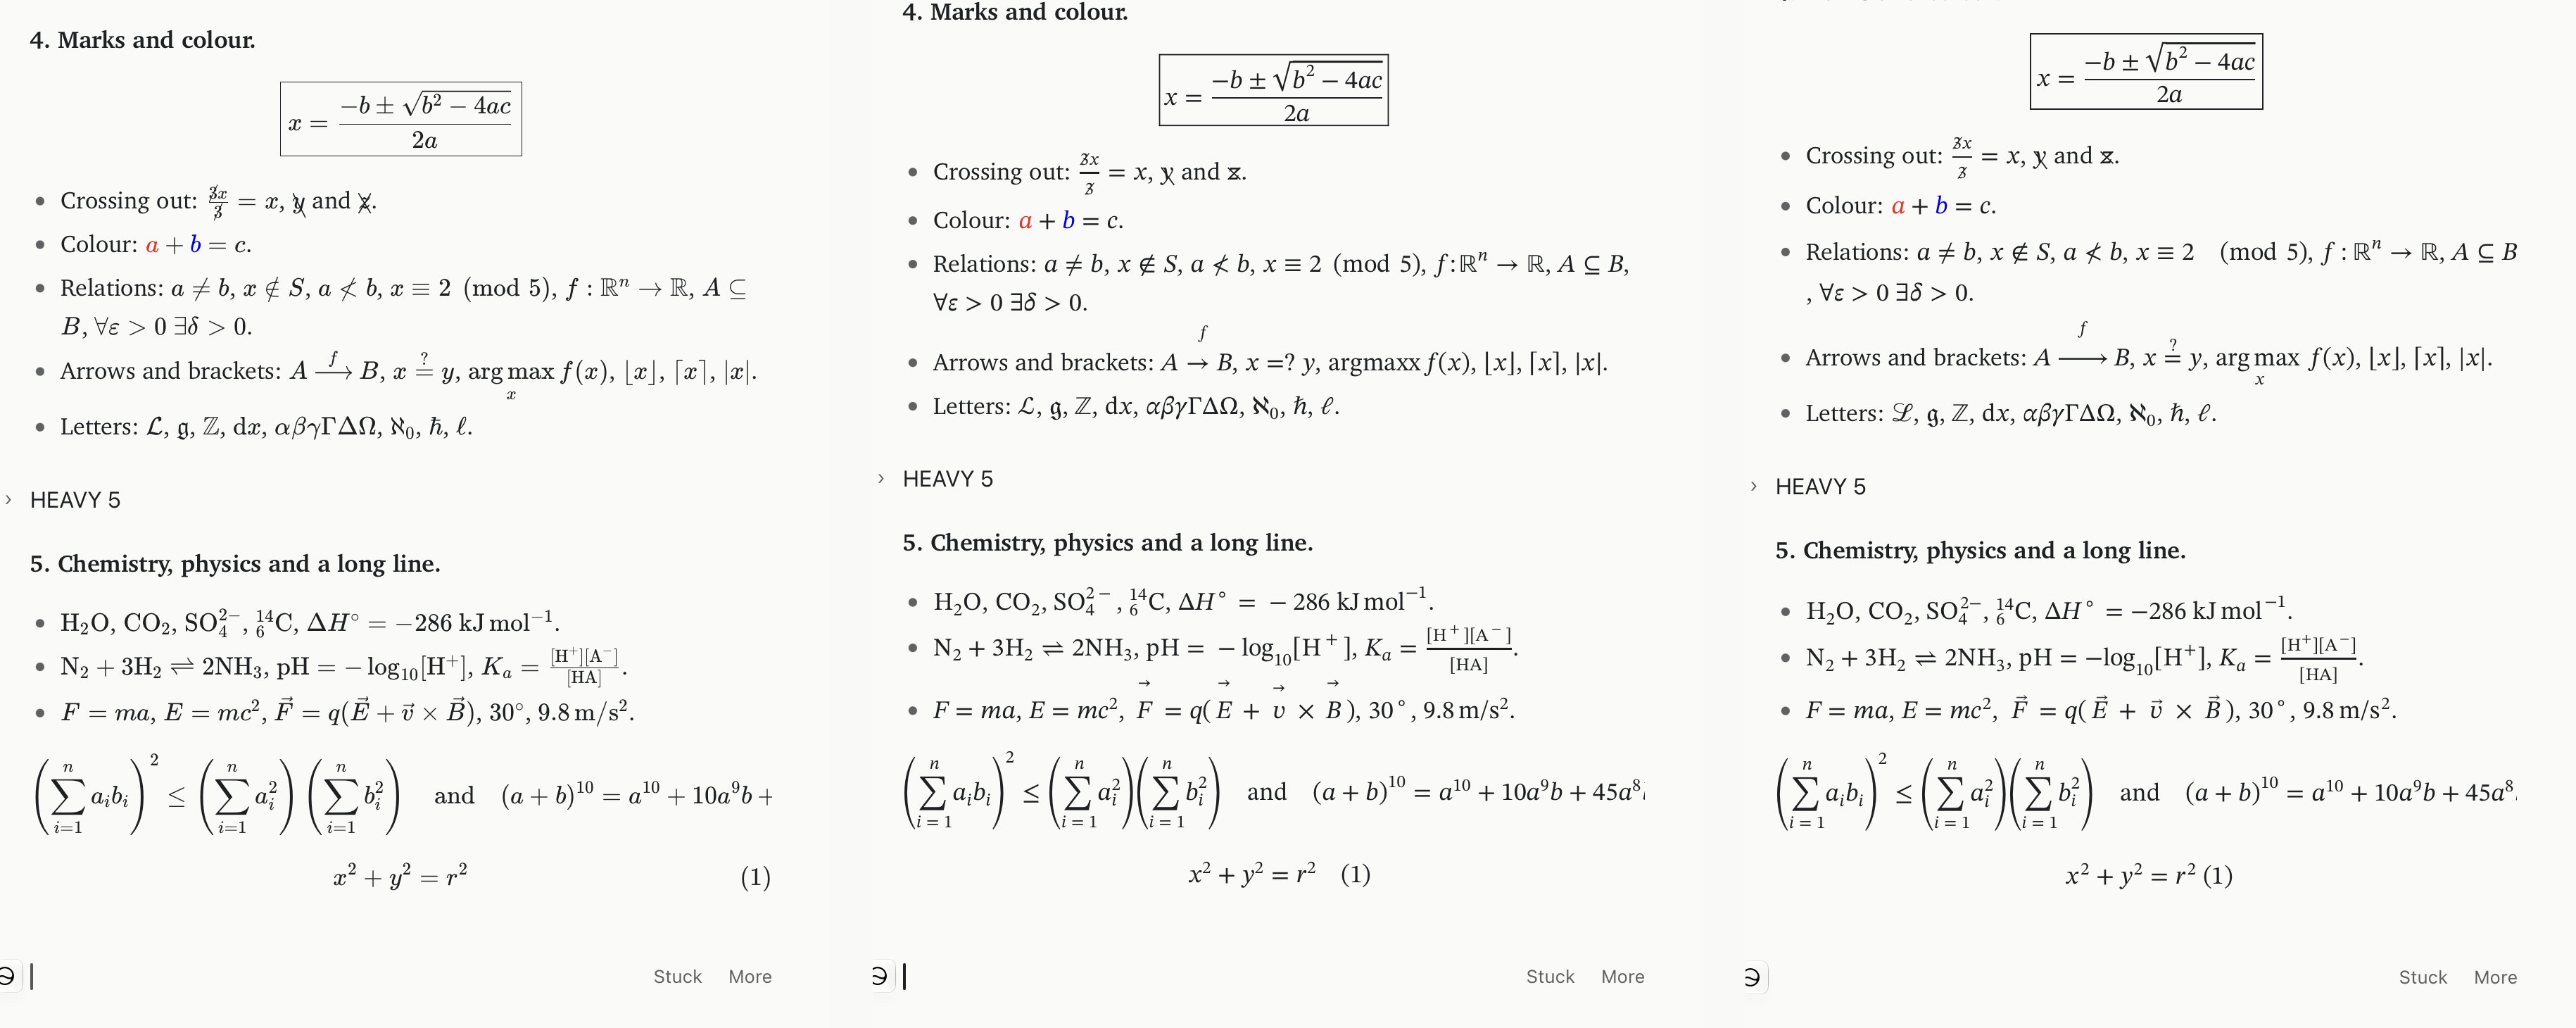 4. Marks and colour.
x = (−b ± √(b² − 4ac)) / 2a
• Crossing out: 3x/3 = x, y and x.
• Colour: a + b = c.
• Relations: a ≠ b, x ∉ S, a ≮ b, x ≡ 2 (mod 5), f : ℝⁿ → ℝ, A ⊆
B, ∀ε > 0 ∃δ > 0.
• Arrows and brackets: A →^f B, x ≟ y, arg max_x f(x), ⌊x⌋, ⌈x⌉, |x|.
• Letters: ℒ, 𝔤, ℤ, dx, αβγΓΔΩ, ℵ₀, ℏ, ℓ.
› HEAVY 5
5. Chemistry, physics and a long line.
• H₂O, CO₂, SO₄²⁻, ¹⁴₆C, ΔH° = −286 kJ mol⁻¹.
• N₂ + 3H₂ ⇌ 2NH₃, pH = − log₁₀[H⁺], Kₐ = [H⁺][A⁻]/[HA].
• F = ma, E = mc², F⃗ = q(E⃗ + v⃗ × B⃗), 30°, 9.8 m/s².
(∑_{i=1}^n aᵢbᵢ)² ≤ (∑_{i=1}^n aᵢ²) (∑_{i=1}^n bᵢ²) and (a + b)¹⁰ = a¹⁰ + 10a⁹b +
x² + y² = r² (1)
Stuck More
4. Marks and colour.
x = (−b ± √(b² − 4ac)) / 2a
• Crossing out: 3x/3 = x, y and x.
• Colour: a + b = c.
• Relations: a ≠ b, x ∉ S, a ≮ b, x ≡ 2 (mod 5), f:ℝⁿ → ℝ, A ⊆ B,
∀ε > 0 ∃δ > 0.
• Arrows and brackets: A →^f B, x =? y, argmaxx f(x), ⌊x⌋, ⌈x⌉, |x|.
• Letters: ℒ, 𝔤, ℤ, dx, αβγΓΔΩ, ℵ₀, ℏ, ℓ.
› HEAVY 5
5. Chemistry, physics and a long line.
• H₂O, CO₂, SO₄²⁻, ¹⁴₆C, ΔH° = − 286 kJ mol⁻¹.
• N₂ + 3H₂ ⇌ 2NH₃, pH = − log₁₀[H⁺], Kₐ = [H⁺][A⁻]/[HA].
• F = ma, E = mc², F⃗ = q(E⃗ + v⃗ × B⃗), 30°, 9.8 m/s².
(∑_{i=1}^n aᵢbᵢ)² ≤ (∑_{i=1}^n aᵢ²)(∑_{i=1}^n bᵢ²) and (a + b)¹⁰ = a¹⁰ + 10a⁹b + 45a⁸
x² + y² = r² (1)
Stuck More
x = (−b ± √(b² − 4ac)) / 2a
• Crossing out: 3x/3 = x, y and x.
• Colour: a + b = c.
• Relations: a ≠ b, x ∉ S, a ≮ b, x ≡ 2 (mod 5), f : ℝⁿ → ℝ, A ⊆ B
, ∀ε > 0 ∃δ > 0.
• Arrows and brackets: A →^f B, x ≟ y, arg max_x f(x), ⌊x⌋, ⌈x⌉, |x|.
• Letters: ℒ, 𝔤, ℤ, dx, αβγΓΔΩ, ℵ₀, ℏ, ℓ.
› HEAVY 5
5. Chemistry, physics and a long line.
• H₂O, CO₂, SO₄²⁻, ¹⁴₆C, ΔH° = −286 kJ mol⁻¹.
• N₂ + 3H₂ ⇌ 2NH₃, pH = −log₁₀[H⁺], Kₐ = [H⁺][A⁻]/[HA].
• F = ma, E = mc², F⃗ = q(E⃗ + v⃗ × B⃗), 30°, 9.8 m/s².
(∑_{i=1}^n aᵢbᵢ)² ≤ (∑_{i=1}^n aᵢ²)(∑_{i=1}^n bᵢ²) and (a + b)¹⁰ = a¹⁰ + 10a⁹b + 45a⁸
x² + y² = r² (1)
Stuck More